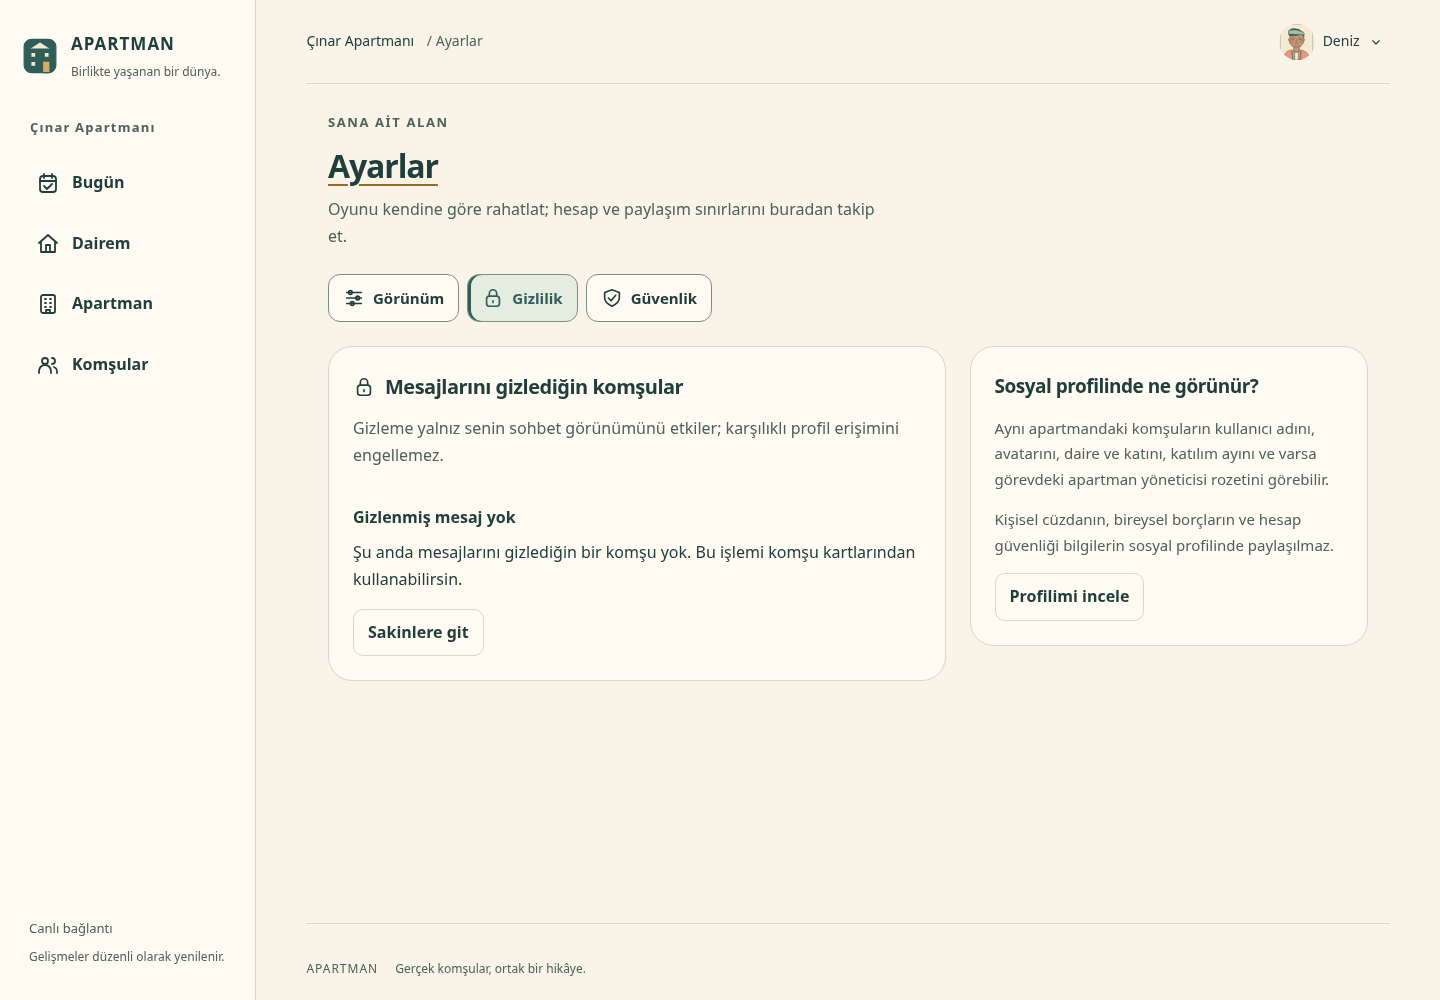 APARTMAN
Birlikte yaşanan bir dünya.
Çınar Apartmanı
Bugün
Dairem
Apartman
Komşular
Canlı bağlantı
Gelişmeler düzenli olarak yenilenir.
Çınar Apartmanı / Ayarlar
Deniz
SANA AİT ALAN
Ayarlar
Oyunu kendine göre rahatlat; hesap ve paylaşım sınırlarını buradan takip
et.
Görünüm
Gizlilik
Güvenlik
Mesajlarını gizlediğin komşular
Gizleme yalnız senin sohbet görünümünü etkiler; karşılıklı profil erişimini
engellemez.
Gizlenmiş mesaj yok
Şu anda mesajlarını gizlediğin bir komşu yok. Bu işlemi komşu kartlarından
kullanabilirsin.
Sakinlere git
Sosyal profilinde ne görünür?
Aynı apartmandaki komşuların kullanıcı adını,
avatarını, daire ve katını, katılım ayını ve varsa
görevdeki apartman yöneticisi rozetini görebilir.
Kişisel cüzdanın, bireysel borçların ve hesap
güvenliği bilgilerin sosyal profilinde paylaşılmaz.
Profilimi incele
APARTMAN Gerçek komşular, ortak bir hikâye.